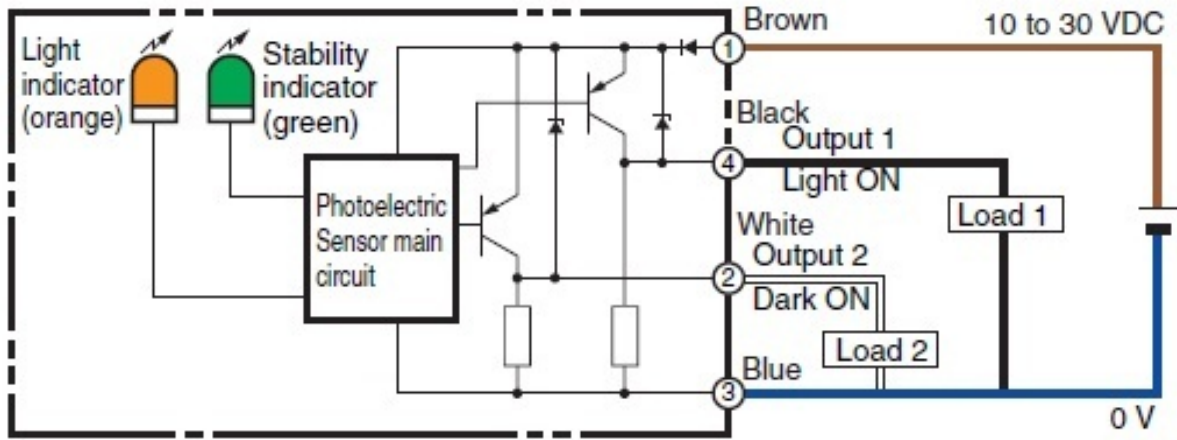 Brown
10 to 30 VDC
Light
indicator
(orange)
Stability
indicator
(green)
1
Black
Output 1
4
Light ON
Load 1
Photoelectric
Sensor main
circuit
White
Output 2
2
Dark ON
Load 2
Blue
3
0 V